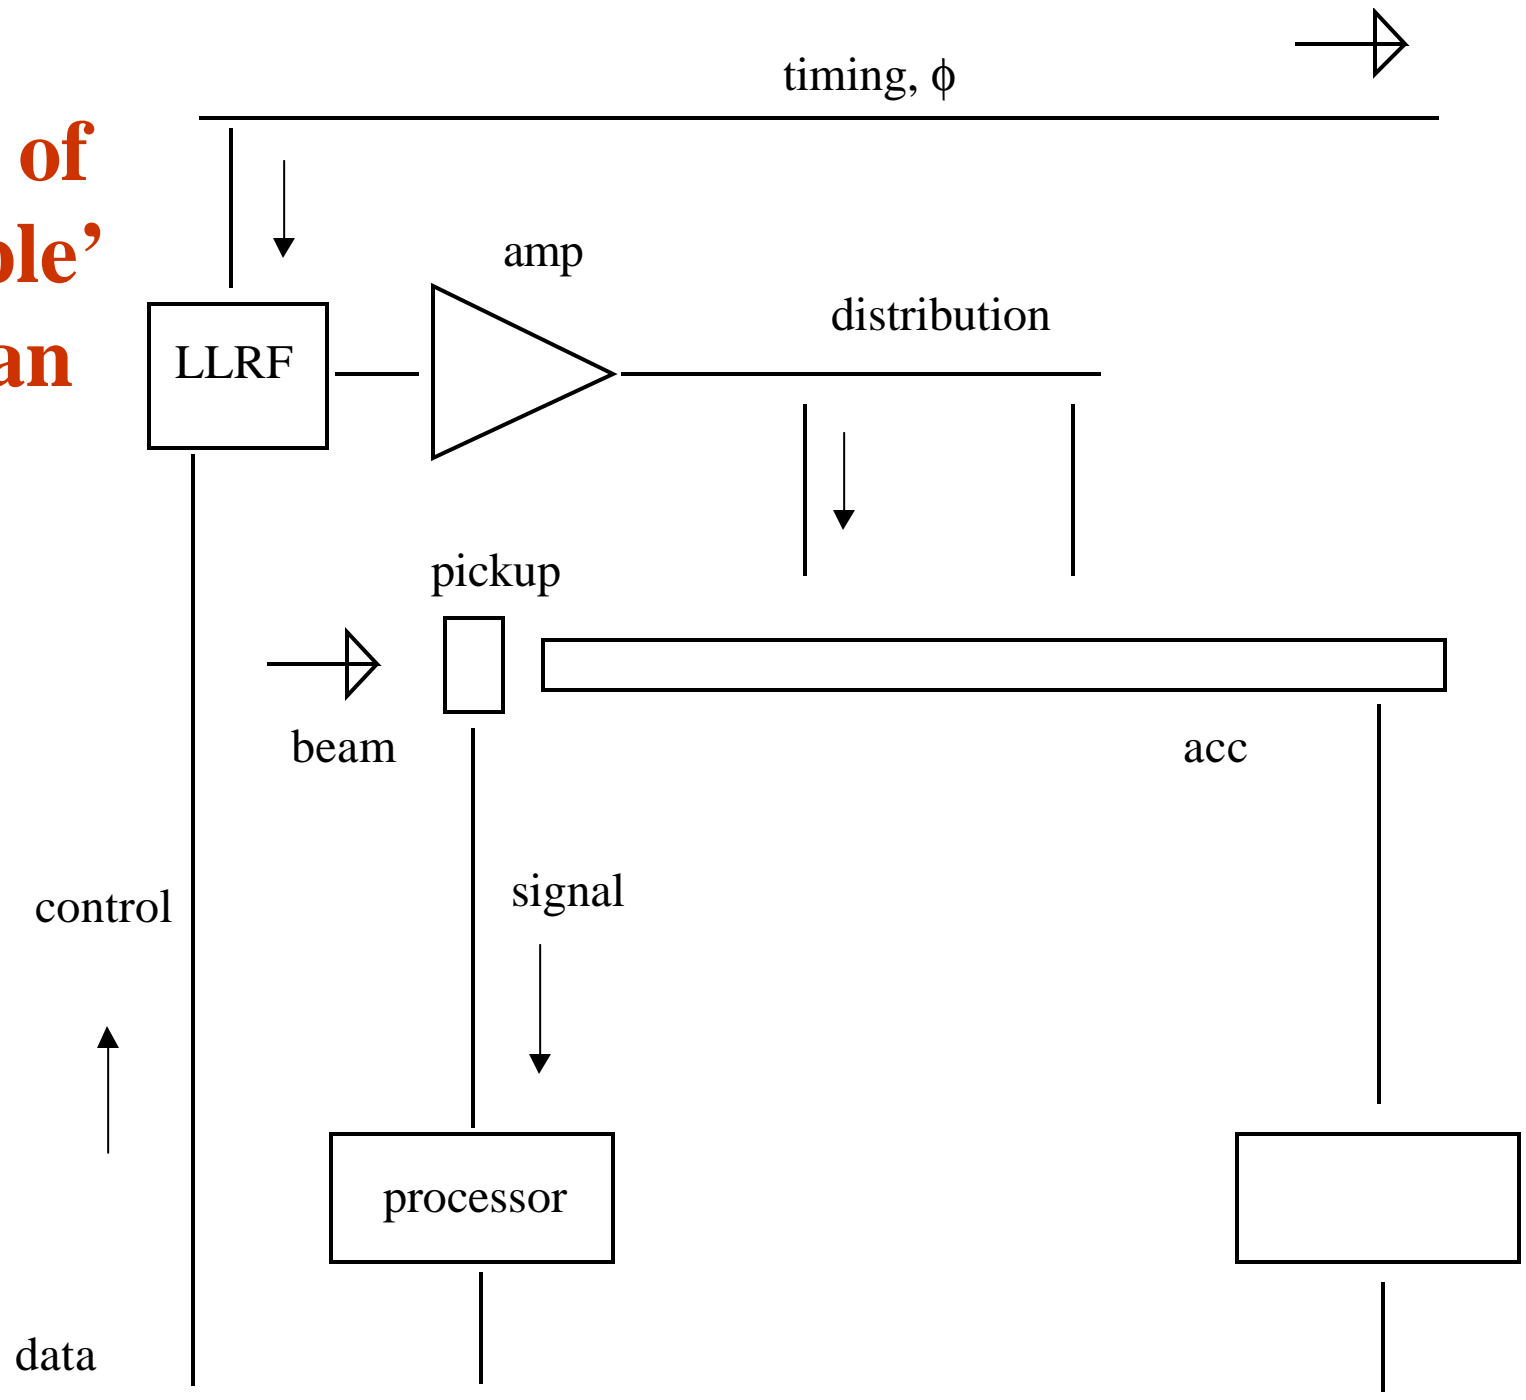 timing, ϕ
of
ple’
an
amp
distribution
LLRF
pickup
beam
acc
control
signal
processor
data